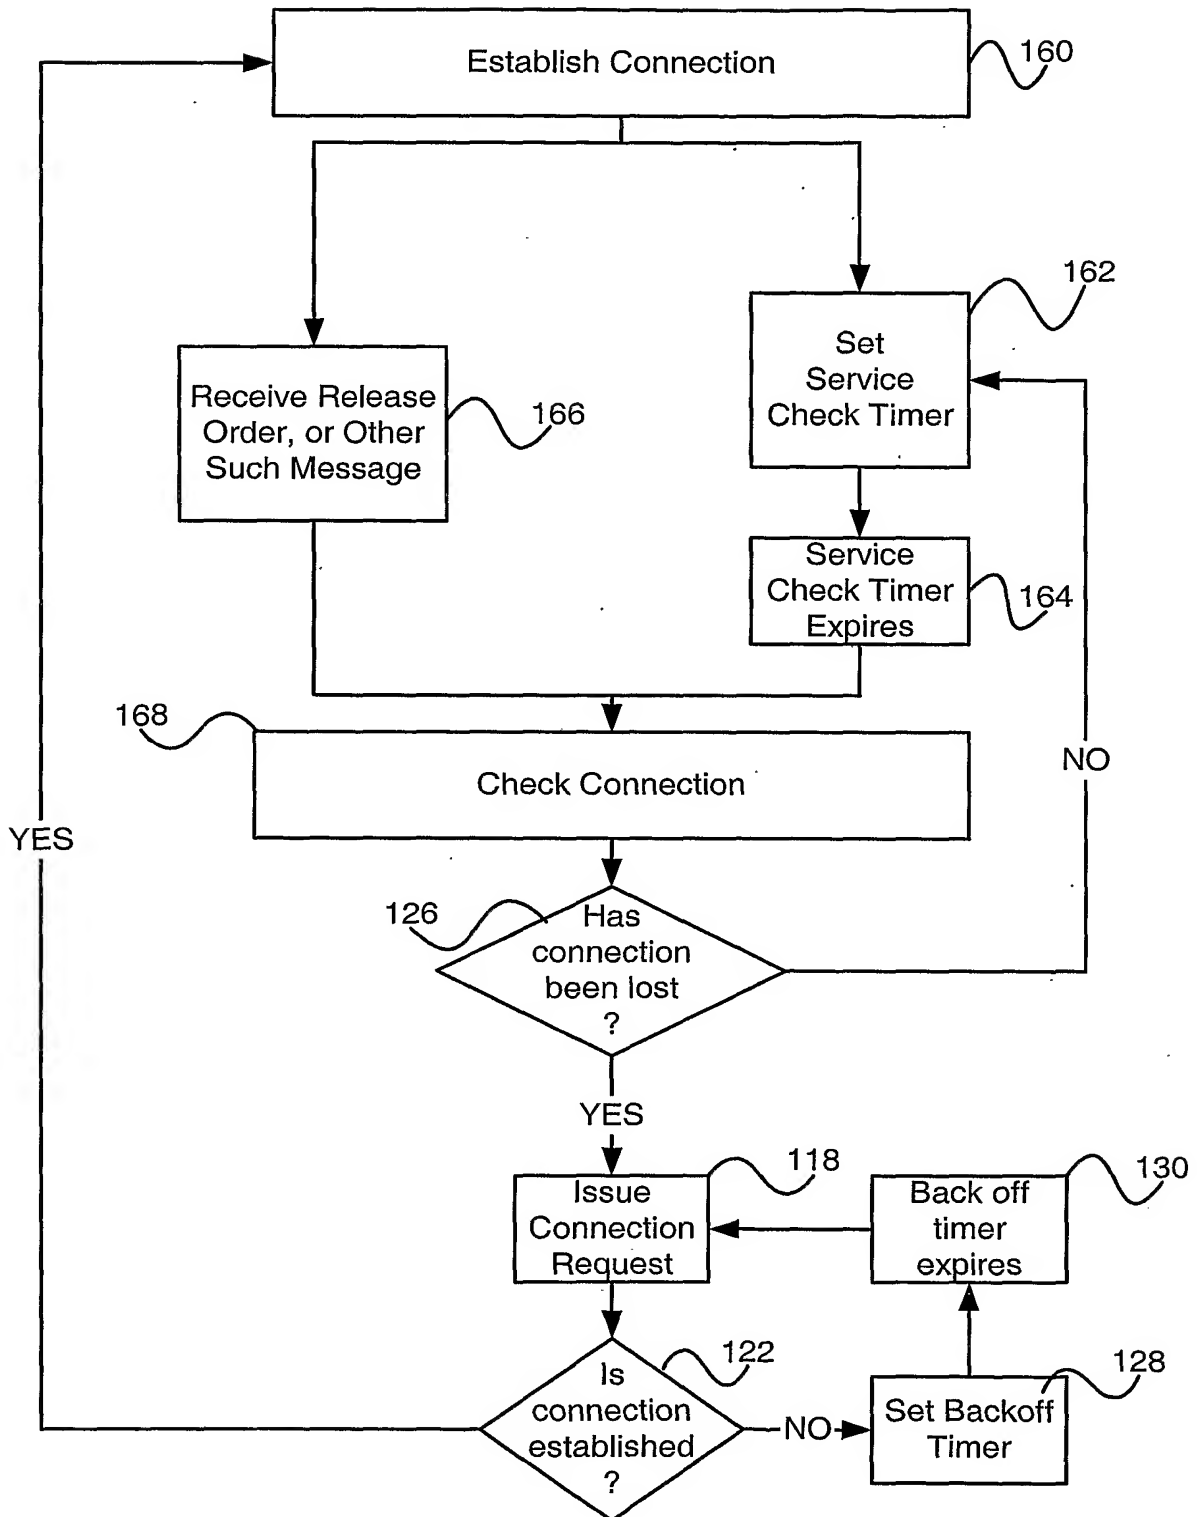 Establish Connection
160
162
Set
Service
Check Timer
Receive Release
Order, or Other
Such Message
166
Service
Check Timer
Expires
164
168
Check Connection
NO
YES
126
Has
connection
been lost
?
YES
118
130
Issue
Connection
Request
Back off
timer
expires
122
128
Is
connection
established
?
NO
Set Backoff
Timer